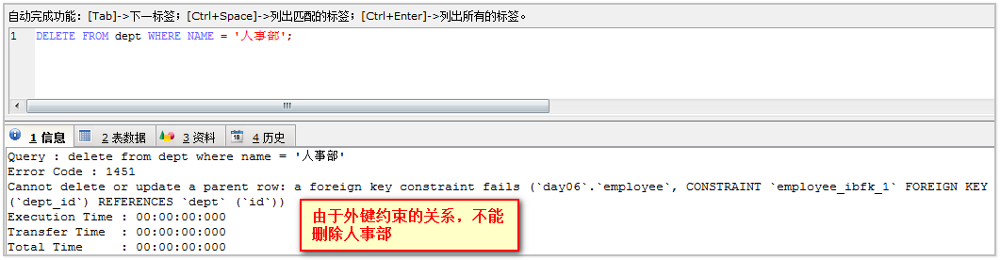 自动完成功能：[Tab]->下一标签；[Ctrl+Space]->列出匹配的标签；[Ctrl+Enter]->列出所有的标签。
1 DELETE FROM dept WHERE NAME = '人事部';
1 信息 2 表数据 3 资料 18 4 历史
Query : delete from dept where name = '人事部'
Error Code : 1451
Cannot delete or update a parent row: a foreign key constraint fails (`day06`.`employee`, CONSTRAINT `employee_ibfk_1` FOREIGN KEY
(`dept_id`) REFERENCES `dept` (`id`))
Execution Time : 00:00:00:000
Transfer Time  : 00:00:00:000
Total Time     : 00:00:00:000
由于外键约束的关系，不能
删除人事部